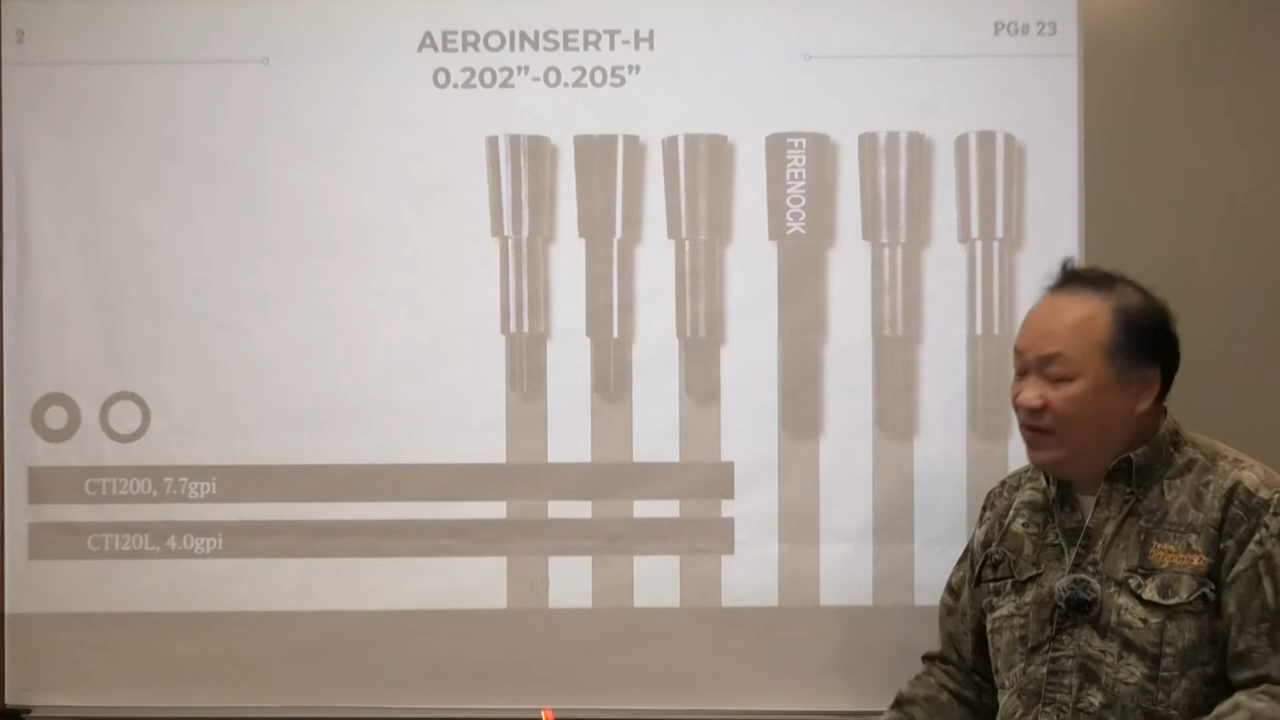 2
PG# 23
AEROINSERT-H
0.202”-0.205”
FIRENOCK
CTI200, 7.7gpi
CTI20L, 4.0gpi